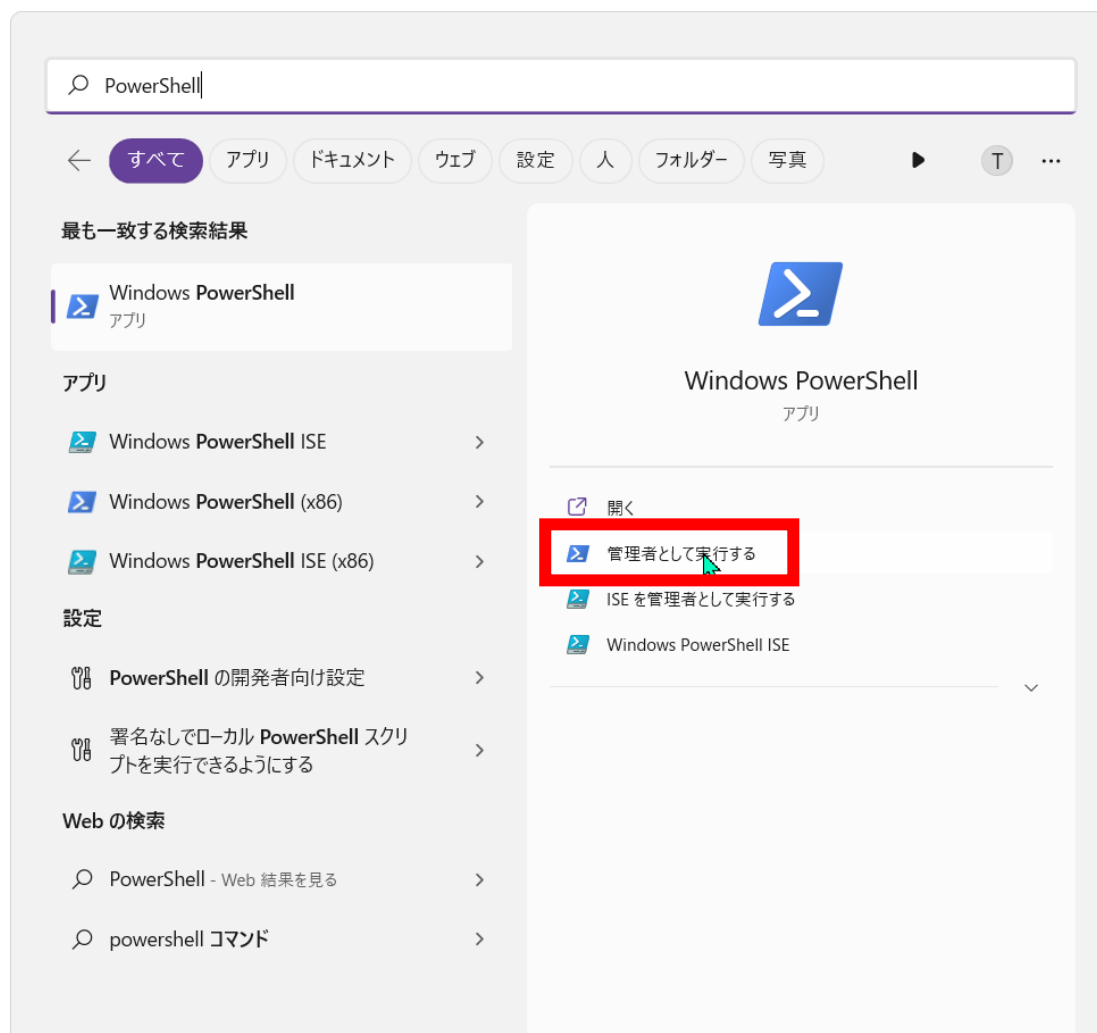 PowerShell
すべて
アプリ
ドキュメント
ウェブ
設定
人
フォルダー
写真
T
最も一致する検索結果
Windows PowerShell
アプリ
アプリ
Windows PowerShell ISE
Windows PowerShell (x86)
Windows PowerShell ISE (x86)
設定
PowerShell の開発者向け設定
署名なしでローカル PowerShell スクリ
プトを実行できるようにする
Web の検索
PowerShell - Web 結果を見る
powershell コマンド
Windows PowerShell
アプリ
開く
管理者として実行する
ISE を管理者として実行する
Windows PowerShell ISE